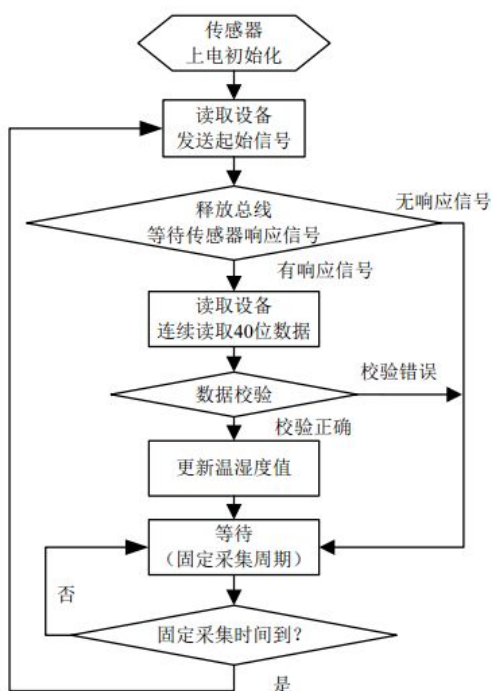 传感器
上电初始化
读取设备
发送起始信号
无响应信号
释放总线
等待传感器响应信号
有响应信号
读取设备
连续读取40位数据
校验错误
数据校验
校验正确
更新温湿度值
等待
（固定采集周期）
否
固定采集时间到？
是